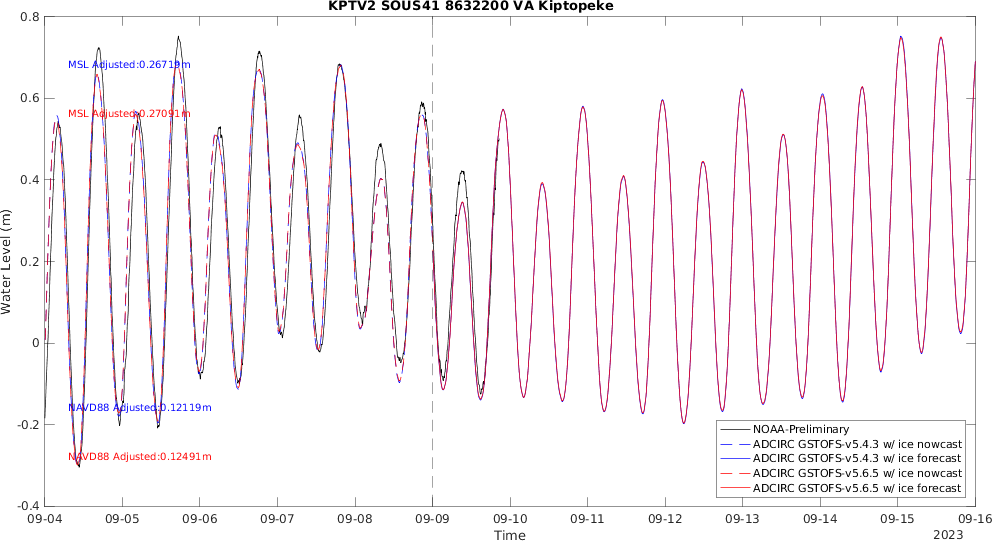 KPTV2 SOUS41 8632200 VA Kiptopeke
0.8
0.6
0.4
0.2
0
-0.2
-0.4
Water Level (m)
MSL Adjusted:0.26719m
MSL Adjusted:0.27091m
NAVD88 Adjusted:0.12119m
NAVD88 Adjusted:0.12491m
NOAA-Preliminary
ADCIRC GSTOFS-v5.4.3 w/ ice nowcast
ADCIRC GSTOFS-v5.4.3 w/ ice forecast
ADCIRC GSTOFS-v5.6.5 w/ ice nowcast
ADCIRC GSTOFS-v5.6.5 w/ ice forecast
09-04 09-05 09-06 09-07 09-08 09-09 09-10 09-11 09-12 09-13 09-14 09-15 09-16
Time
2023